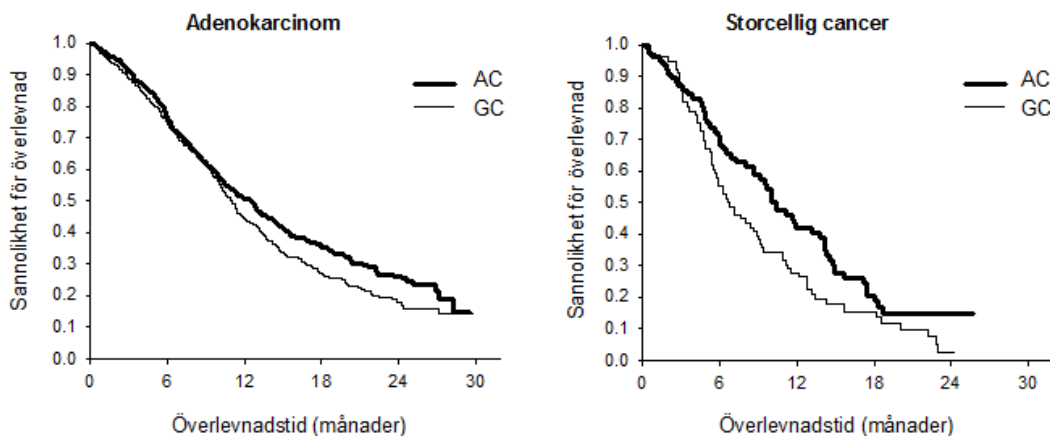 Adenokarcinom
Sannolikhet för överlevnad
1.0
0.9
0.8
0.7
0.6
0.5
0.4
0.3
0.2
0.1
0.0
AC
GC
0 6 12 18 24 30
Överlevnadstid (månader)
Storcellig cancer
Sannolikhet för överlevnad
1.0
0.9
0.8
0.7
0.6
0.5
0.4
0.3
0.2
0.1
0.0
AC
GC
0 6 12 18 24 30
Överlevnadstid (månader)